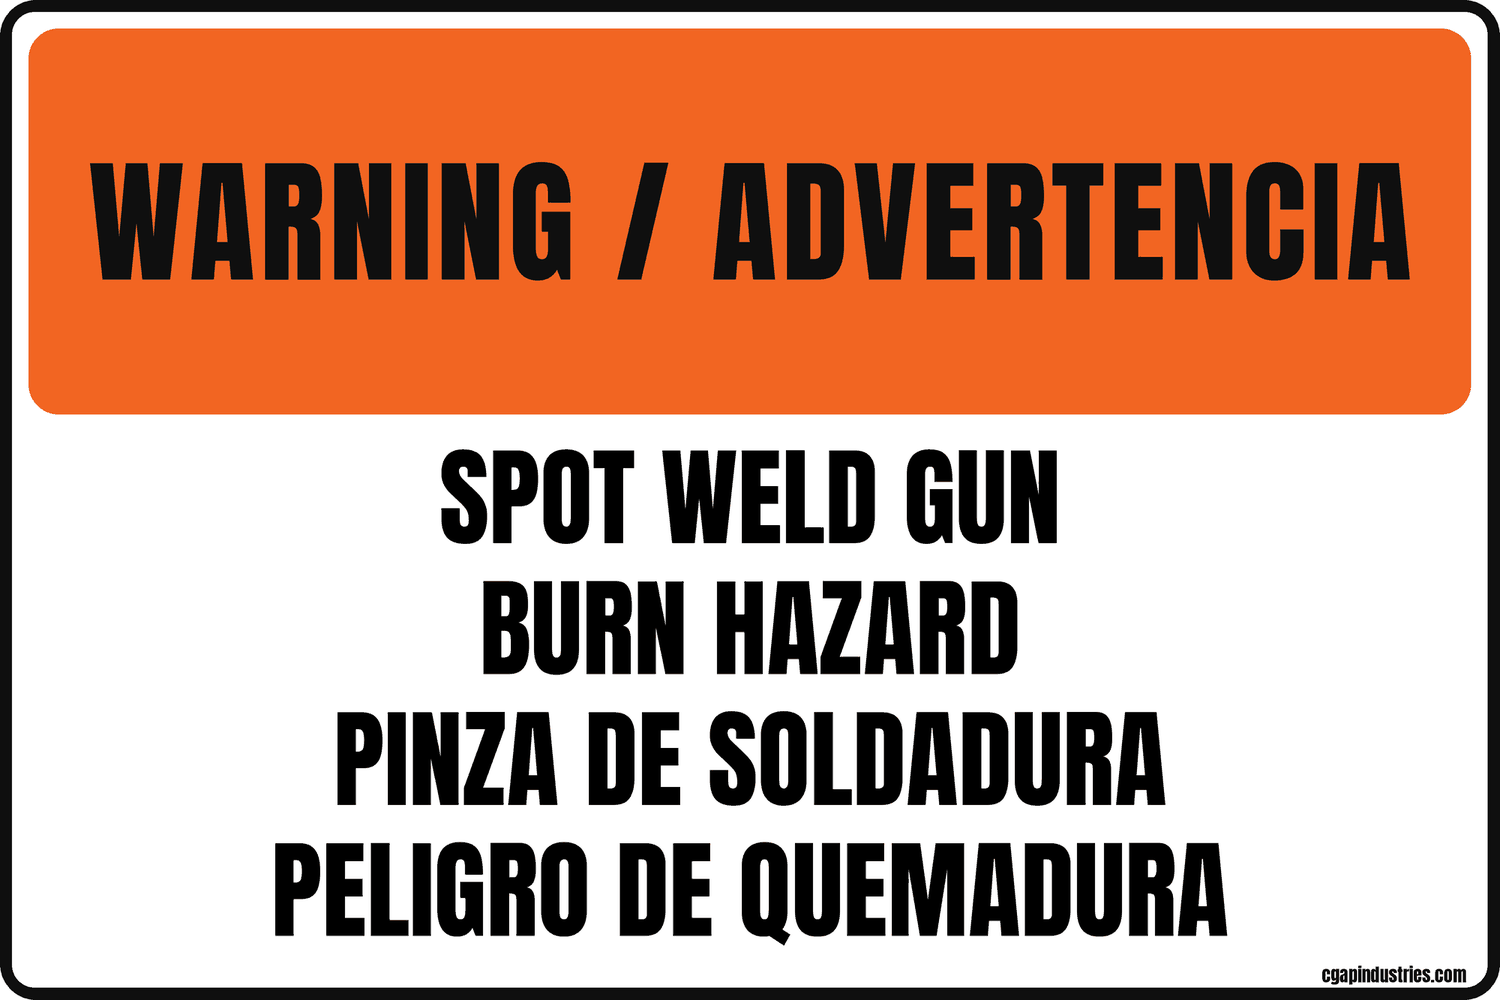 WARNING / ADVERTENCIA
SPOT WELD GUN
BURN HAZARD
PINZA DE SOLDADURA
PELIGRO DE QUEMADURA
cgapindustries.com